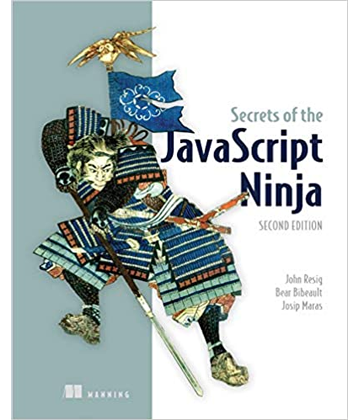 Secrets of the
JavaScript
Ninja
SECOND EDITION
John Resig
Bear Bibeault
Josip Maras
MANNING